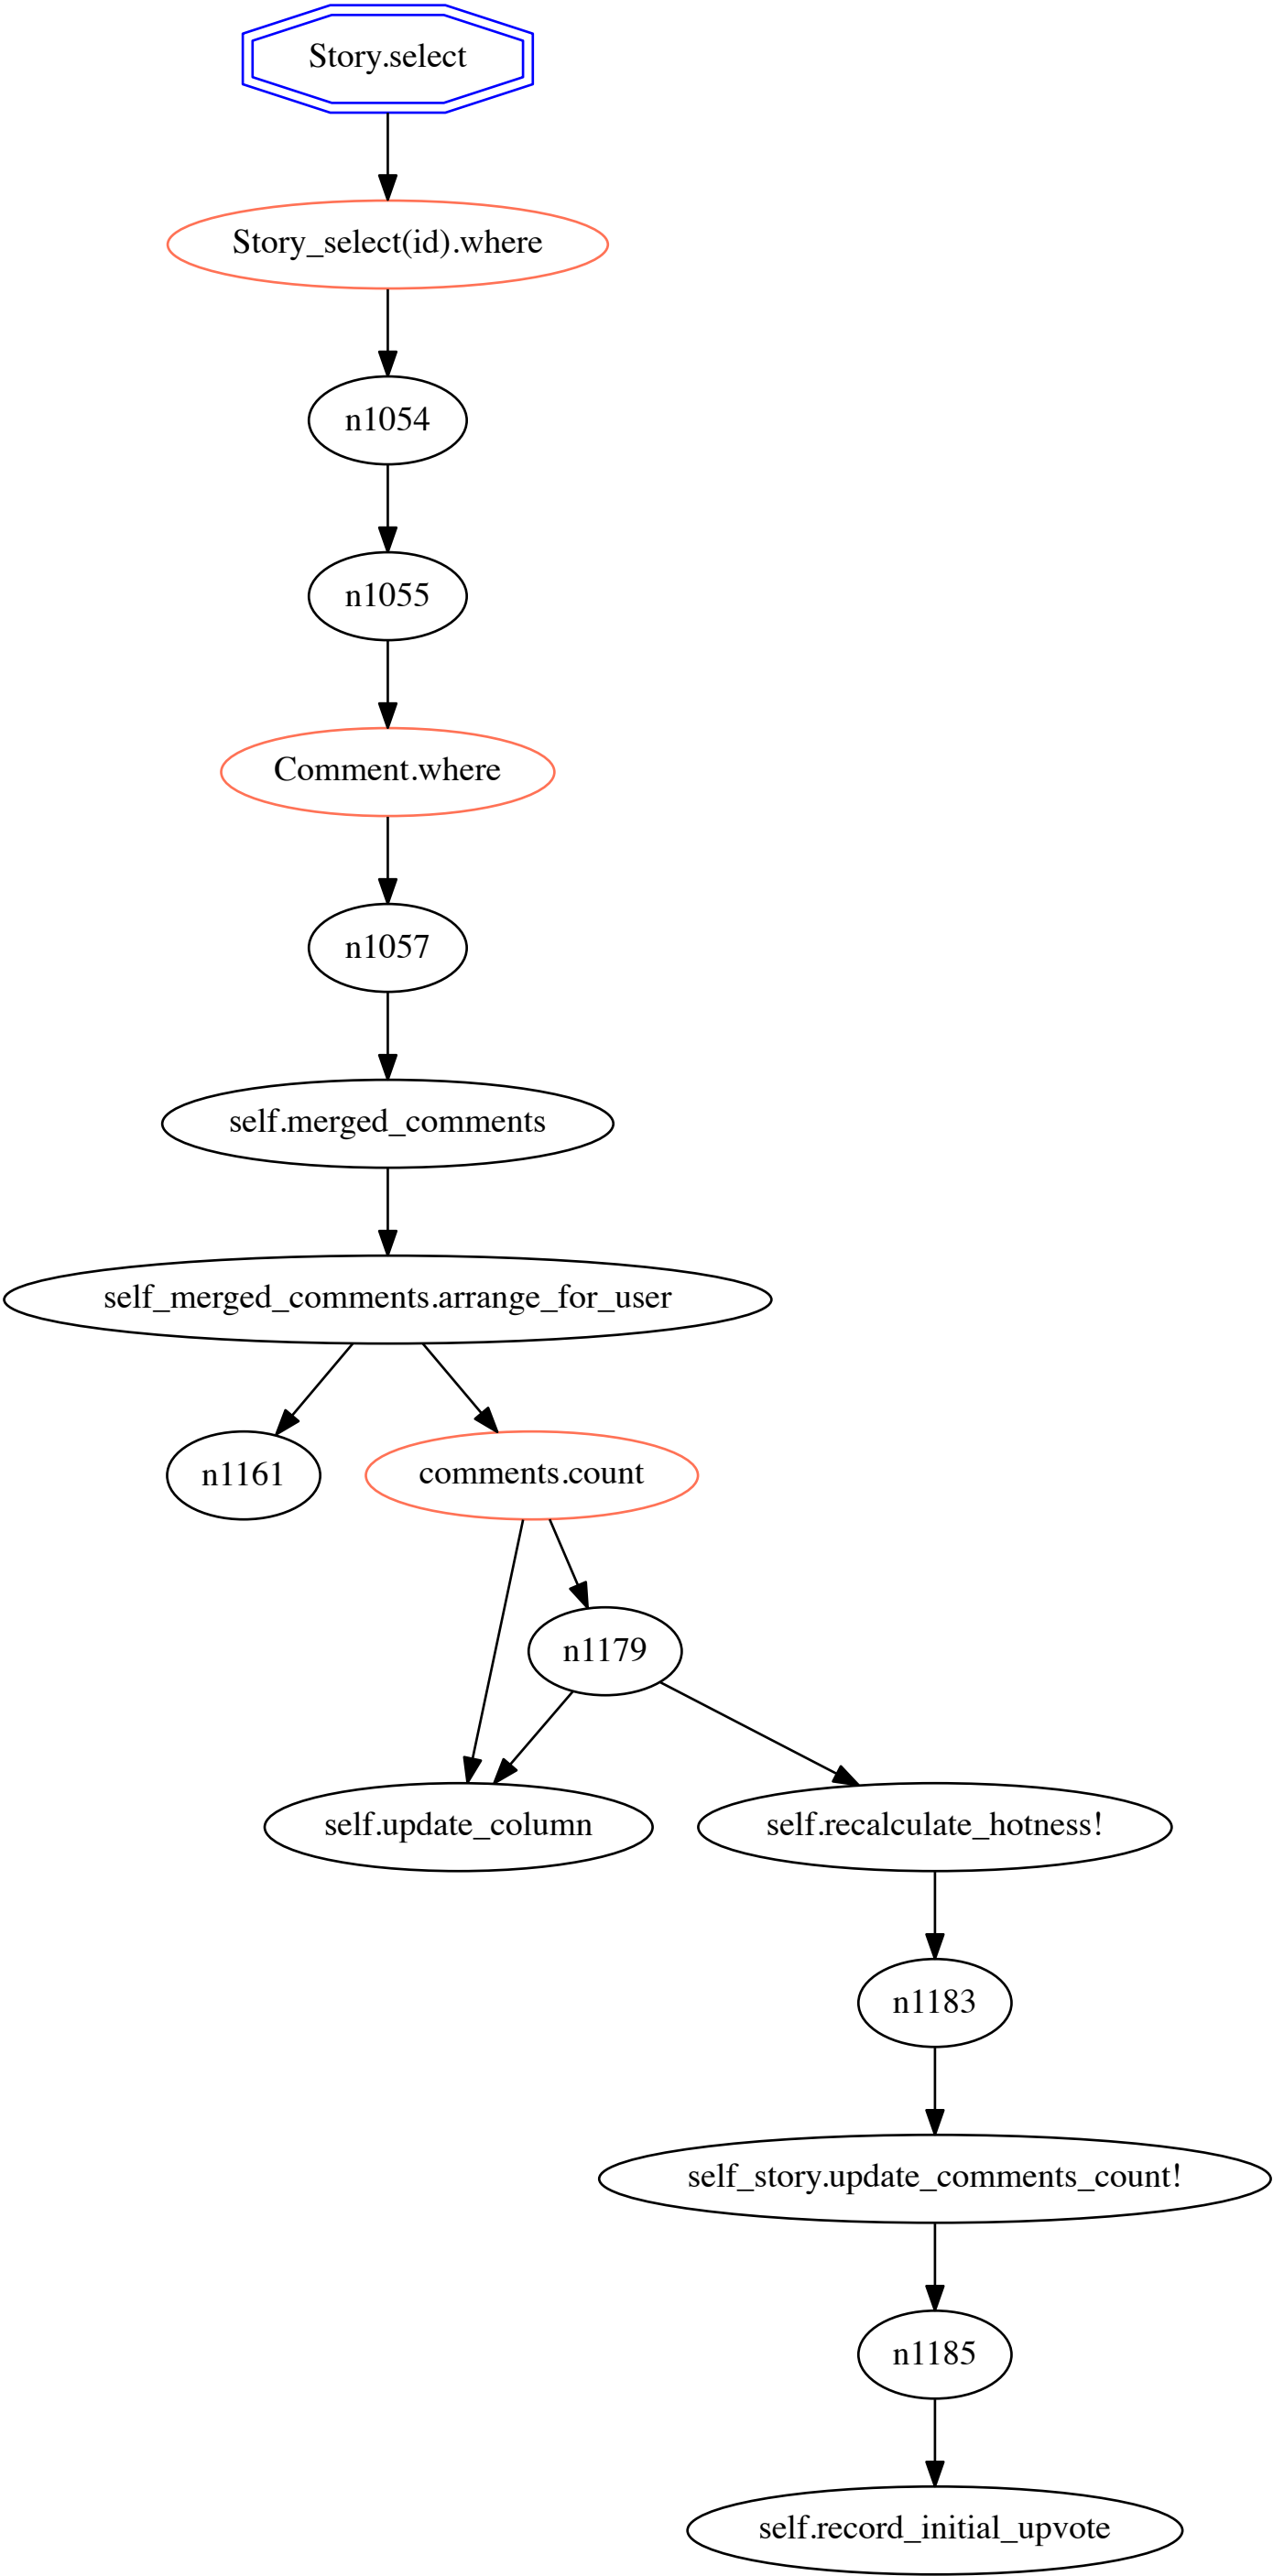 Story.select
Story_select(id).where
n1054
n1055
Comment.where
n1057
self.merged_comments
self_merged_comments.arrange_for_user
n1161
comments.count
n1179
self.update_column
self.recalculate_hotness!
n1183
self_story.update_comments_count!
n1185
self.record_initial_upvote